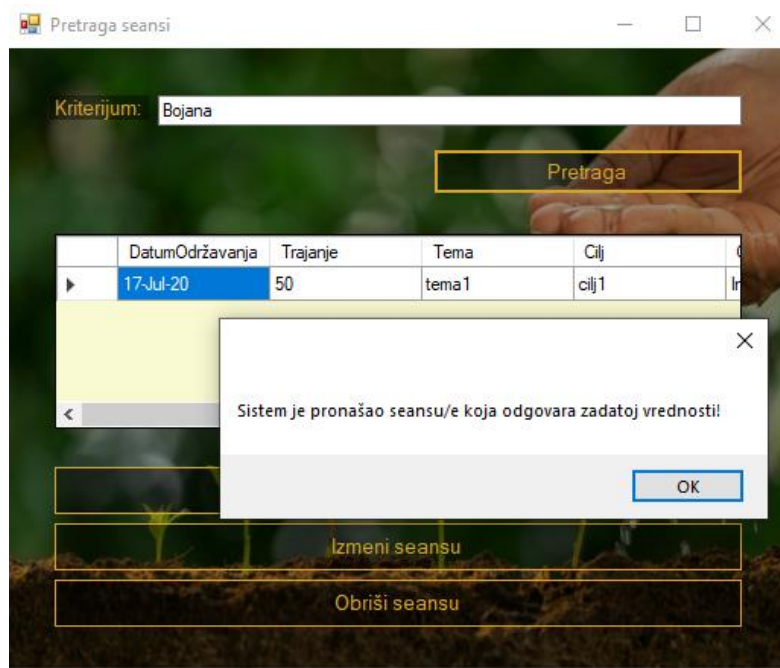 Pretraga seansi
Kriterijum: Bojana
Pretraga
DatumOdržavanja Trajanje Tema Cilj
17-Jul-20 50 tema1 cilj1
Sistem je pronašao seansu/e koja odgovara zadatoj vrednosti!
OK
Izmeni seansu
Obriši seansu